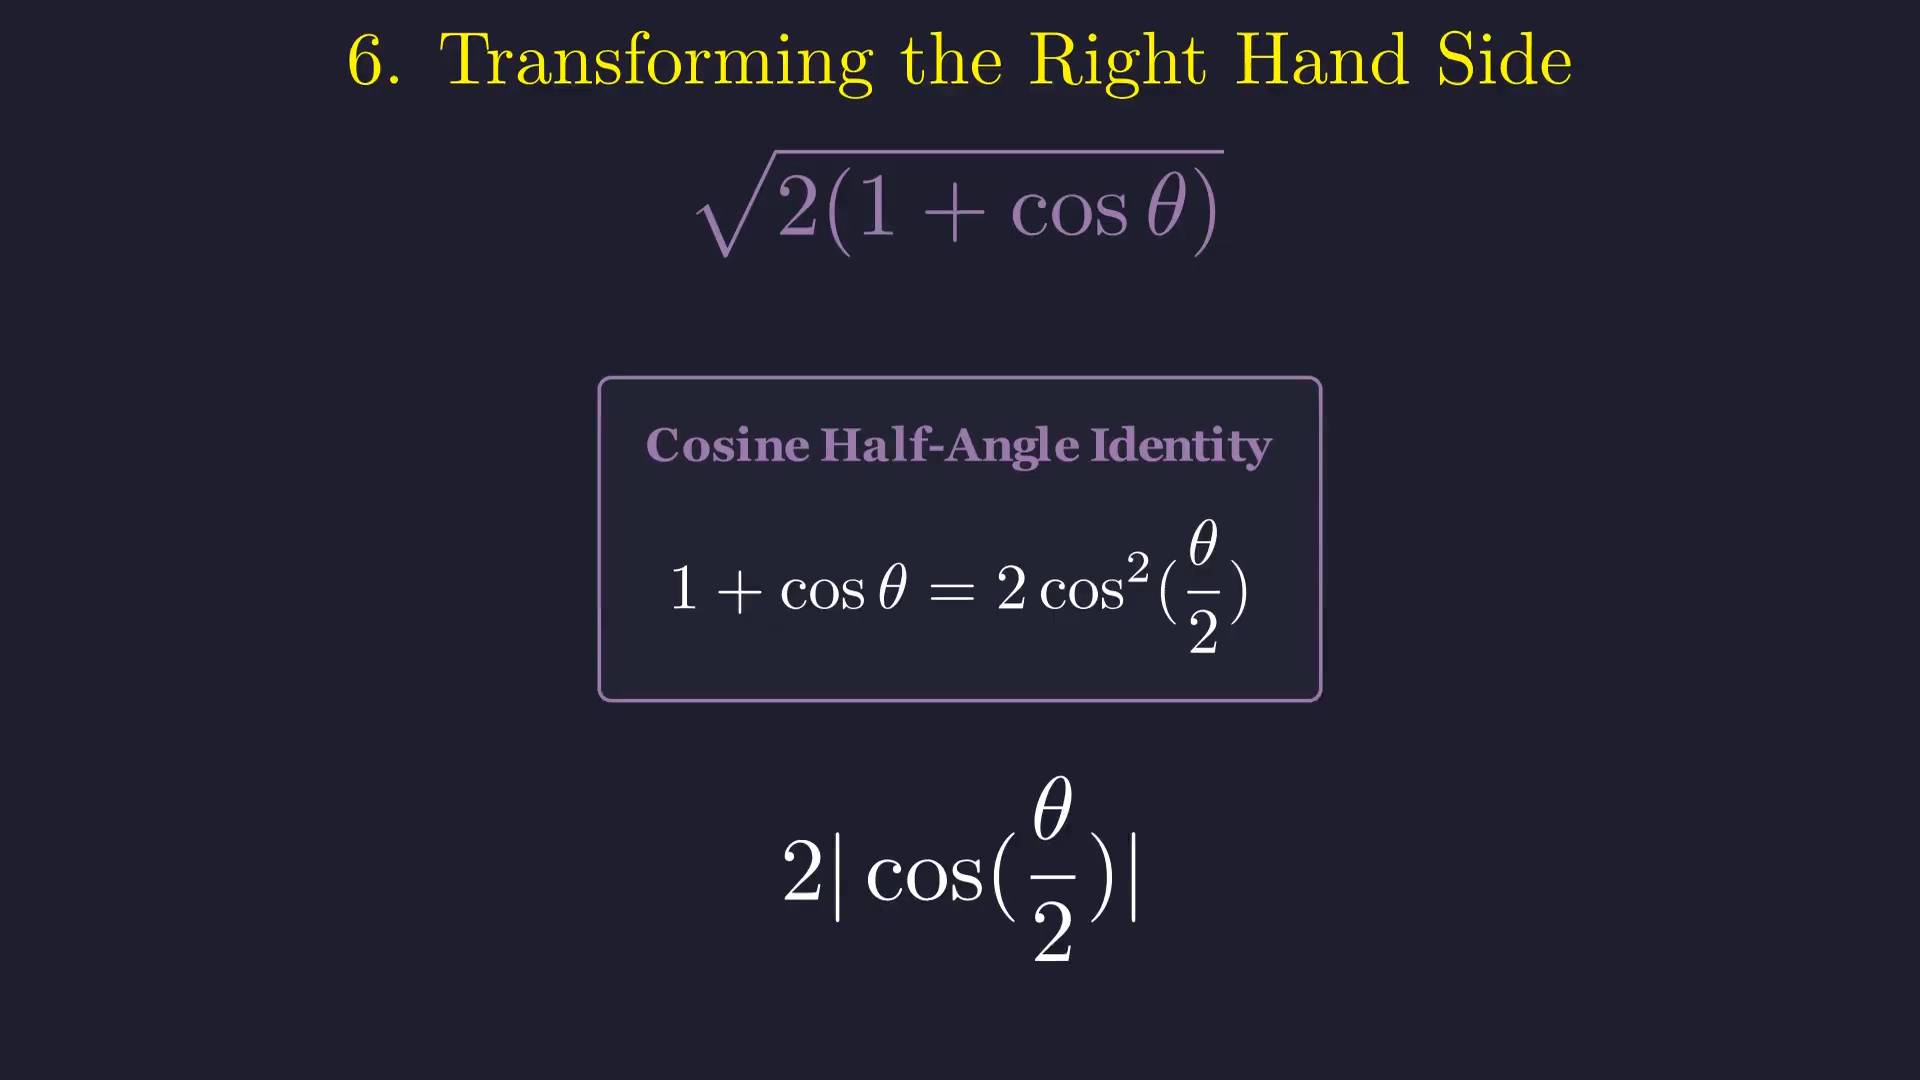 6. Transforming the Right Hand Side
√2(1 + cos θ)
Cosine Half-Angle Identity
1 + cos θ = 2 cos²(θ/2)
2| cos(θ/2)|